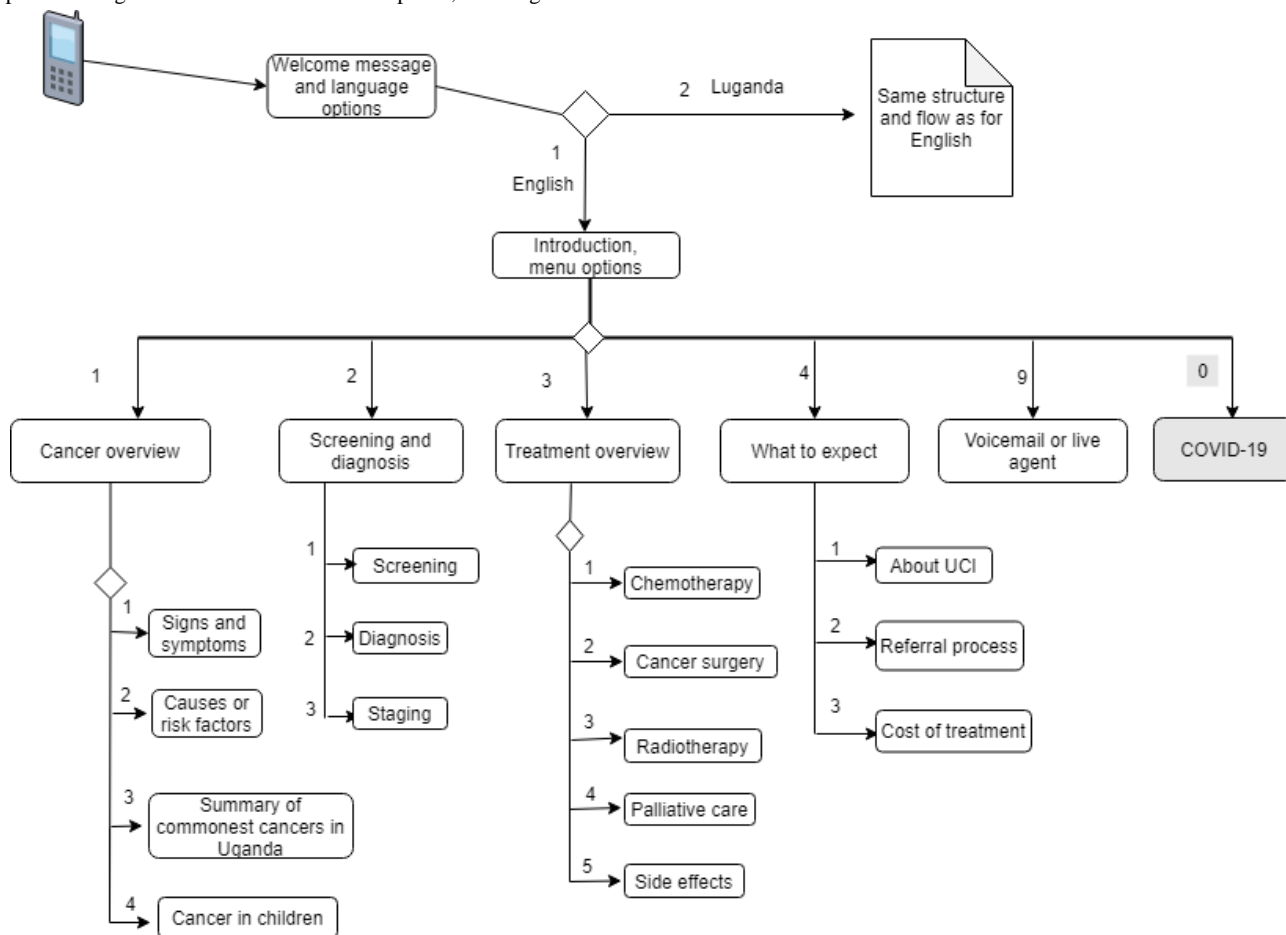 Welcome message
and language
options
2 Luganda
Same structure
and flow as for
English
1
English
Introduction,
menu options
1
2
3
4
9
0
Cancer overview
Screening and
diagnosis
Treatment overview
What to expect
Voicemail or live
agent
COVID-19
1
Signs and
symptoms
2
Causes or
risk factors
3
Summary of
commonest cancers in
Uganda
4
Cancer in children
1
Screening
2
Diagnosis
3
Staging
1
Chemotherapy
2
Cancer surgery
3
Radiotherapy
4
Palliative care
5
Side effects
1
About UCI
2
Referral process
3
Cost of treatment